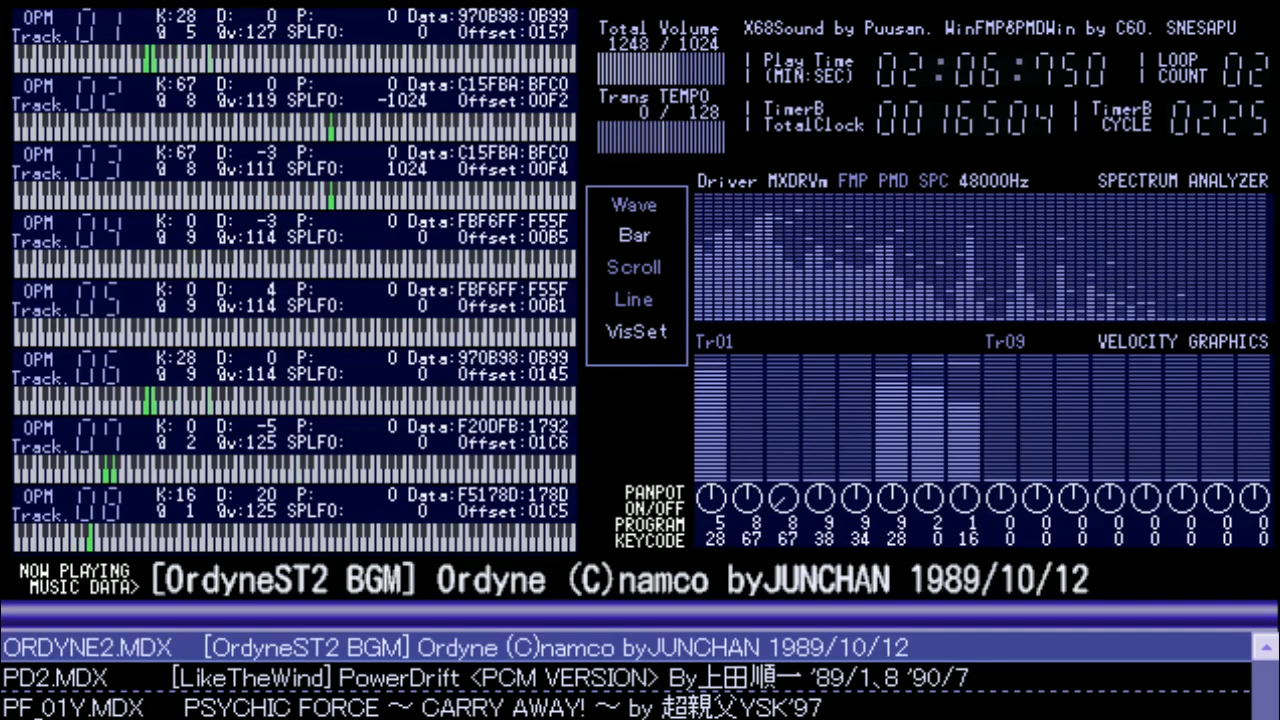 OPM K:28 D: 0 P: 0 Data:970B98:0B99
Track. 01 @ 5 @v:127 SPLFO: 0 Offset:0157
OPM K:67 D: 0 P: 0 Data:C15FBA:BFC0
Track. 02 @ 8 @v:119 SPLFO: -1024 Offset:00F2
OPM K:67 D: -3 P: 0 Data:C15FBA:BFC0
Track. 03 @ 8 @v:111 SPLFO: 1024 Offset:00F4
OPM K: 0 D: -3 P: 0 Data:FBF6FF:F55F
Track. 04 @ 9 @v:114 SPLFO: 0 Offset:00B5
OPM K: 0 D: 4 P: 0 Data:FBF6FF:F55F
Track. 05 @ 9 @v:114 SPLFO: 0 Offset:00B1
OPM K:28 D: 0 P: 0 Data:970B98:0B99
Track. 06 @ 9 @v:114 SPLFO: 0 Offset:0145
OPM K: 0 D: -5 P: 0 Data:F20DFB:1792
Track. 07 @ 2 @v:125 SPLFO: 0 Offset:01C6
OPM K:16 D: 20 P: 0 Data:F5178D:178D
Track. 08 @ 1 @v:125 SPLFO: 0 Offset:01C5
Total Volume
1248 / 1024
Trans TEMPO
0 / 128
X68Sound by Puusan. WinFMP&PMDWin by C60. SNESAPU
Play Time
(MIN:SEC) 02:06:750
LOOP
COUNT 02
TimerB
TotalClock 0016504
TimerB
CYCLE 0225
Wave
Bar
Scroll
Line
VisSet
Driver MXDRVm FMP PMD SPC 48000Hz SPECTRUM ANALYZER
Tr01 Tr09 VELOCITY GRAPHICS
PANPOT
ON/OFF
PROGRAM 5 8 8 9 9 9 2 1 0 0 0 0 0 0 0 0
KEYCODE 28 67 67 38 34 28 0 16 0 0 0 0 0 0 0 0
NOW PLAYING
MUSIC DATA> [OrdyneST2 BGM] Ordyne (C)namco byJUNCHAN 1989/10/12
ORDYNE2.MDX [OrdyneST2 BGM] Ordyne (C)namco byJUNCHAN 1989/10/12
PD2.MDX [LikeTheWind] PowerDrift <PCM VERSION> By上田順一 '89/1、8 '90/7
PF_01Y.MDX PSYCHIC FORCE ～ CARRY AWAY! ～ by 超親父YSK'97